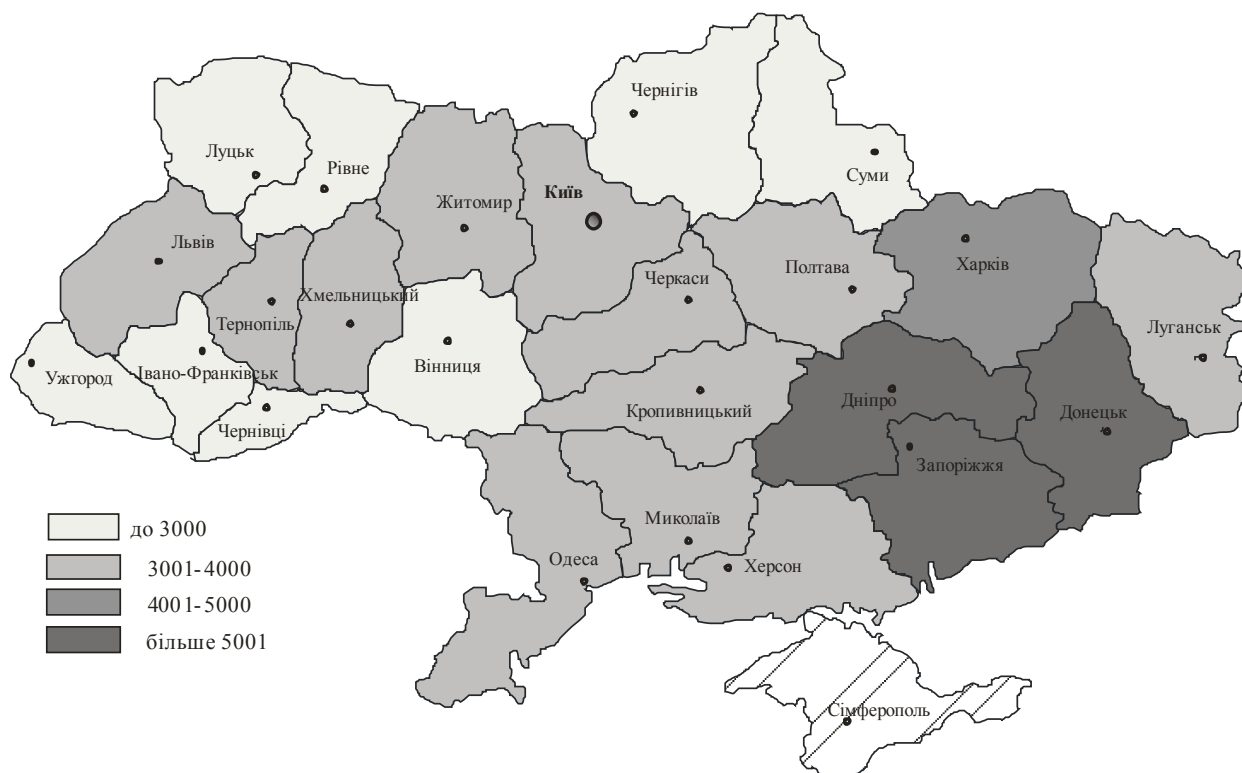 Чернігів
Луцьк
Рівне
Суми
Київ
Житомир
Львів
Харків
Полтава
Черкаси
Хмельницький
Тернопіль
Луганськ
Ужгород
Івано-Франківськ
Вінниця
Дніпро
Кропивницький
Донецьк
Чернівці
Запоріжжя
Миколаїв
Одеса
Херсон
до 3000
3001-4000
4001-5000
більше 5001
Сімферополь